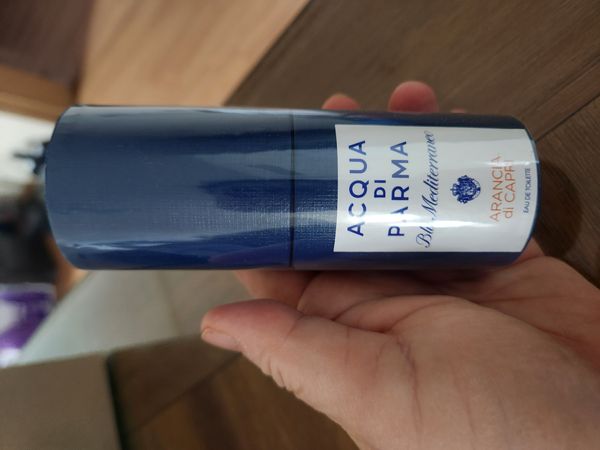 ACQUA
DI
PARMA
Blu Mediterraneo
ARANCIA
di CAPRI
EAU DE TOILETTE